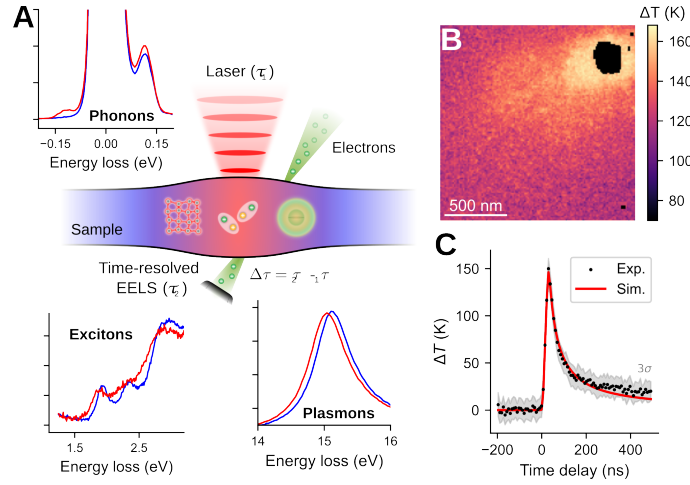 A
−0.15 0.00 0.15
Energy loss (eV)
Phonons
Laser (τ₁)
Electrons
Sample
Time-resolved
EELS (τ₂)
Δτ = τ₂ - τ₁
Excitons
1.5 2.5
Energy loss (eV)
Plasmons
14 15 16
Energy loss (eV)
B
500 nm
ΔT (K)
160
140
120
100
80
C
150
100
50
0
ΔT (K)
Exp.
Sim.
3σ
−200 0 200 400
Time delay (ns)